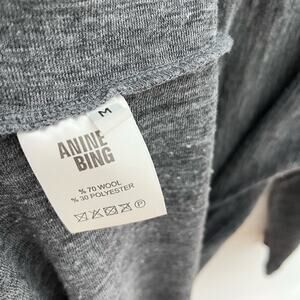 M
ANINE
BING
% 70 WOOL
% 30 POLYESTER
P